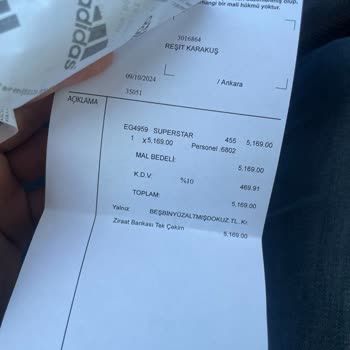 adidas
hangi bir mali hükmü yoktur.
3016864
REŞİT KARAKUŞ
09/10/2024
/ Ankara
35051
AÇIKLAMA
EG4959 SUPERSTAR 455 5,169.00
1 X5,169.00 Personel :6802
MAL BEDELİ: 5,169.00
K.D.V: %10 469.91
TOPLAM: 5,169.00
Yalnız BEŞBİNYÜZALTMIŞDOKUZ.TL.Kr.
Ziraat Bankası Tek Çekim 5,169.00